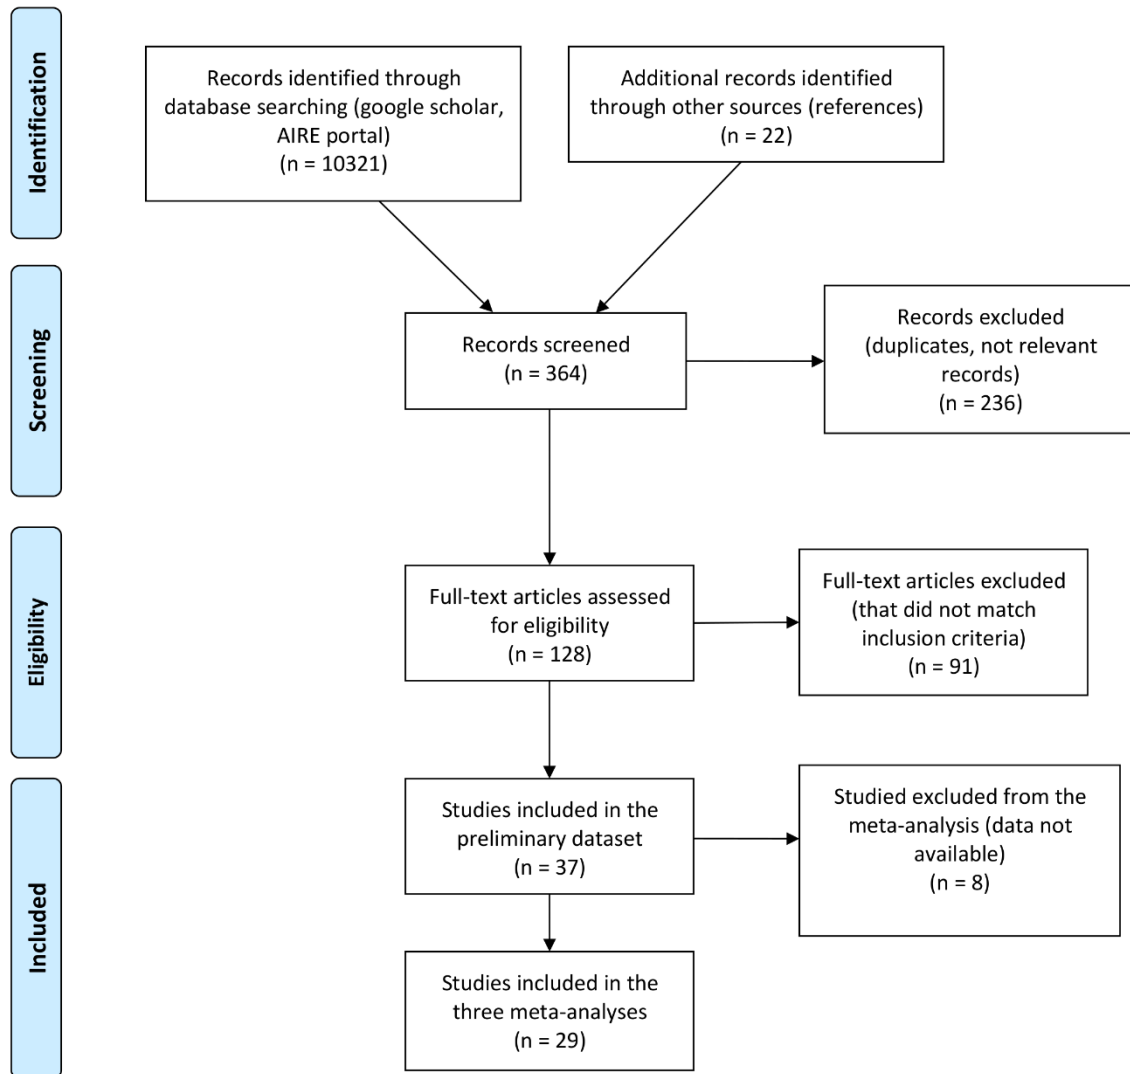 Identification
Records identified through
database searching (google scholar,
AIRE portal)
(n = 10321)
Additional records identified
through other sources (references)
(n = 22)
Screening
Records screened
(n = 364)
Records excluded
(duplicates, not relevant
records)
(n = 236)
Eligibility
Full-text articles assessed
for eligibility
(n = 128)
Full-text articles excluded
(that did not match
inclusion criteria)
(n = 91)
Included
Studies included in the
preliminary dataset
(n = 37)
Studied excluded from the
meta-analysis (data not
available)
(n = 8)
Studies included in the
three meta-analyses
(n = 29)